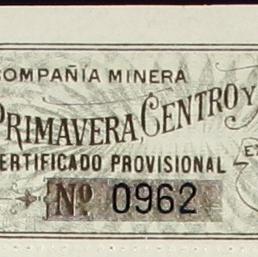 COMPAÑIA MINERA
PRIMAVERA, CENTRO Y
CERTIFICADO PROVISIONAL
Nº 0962